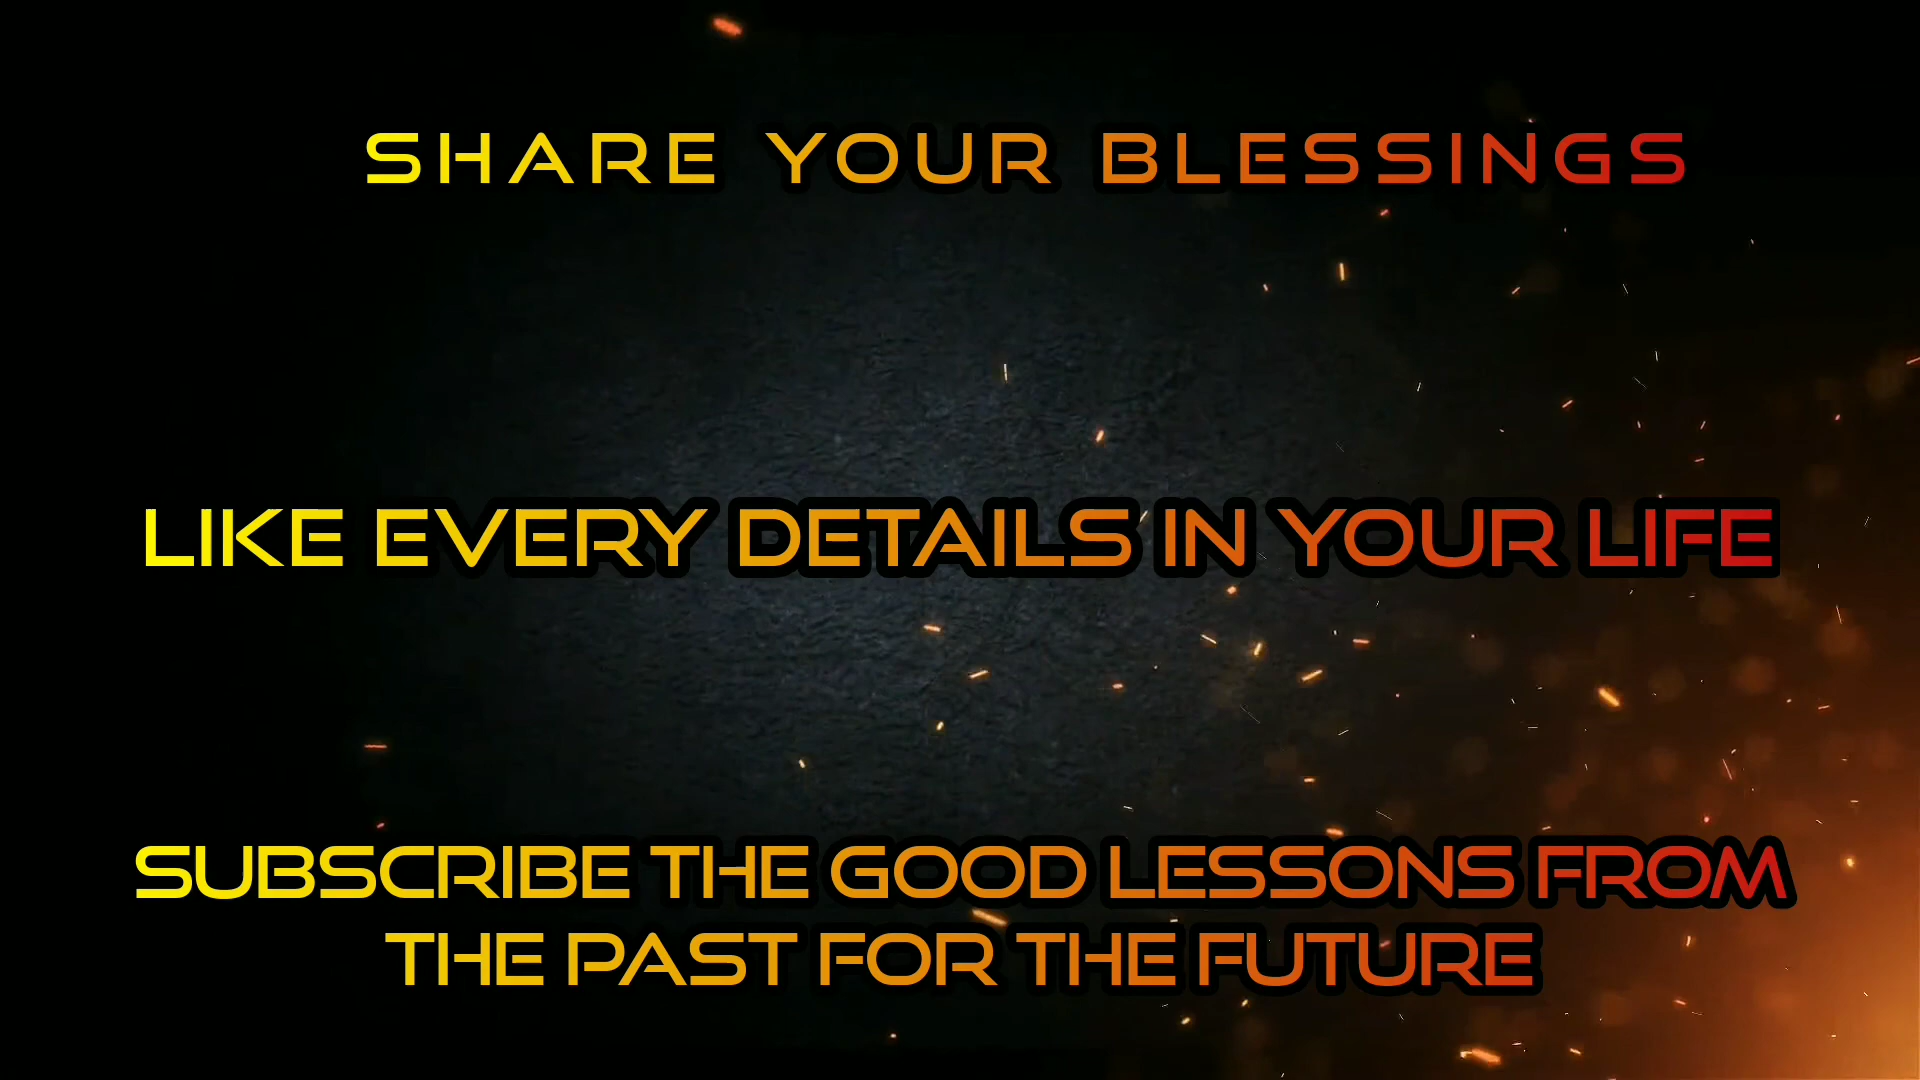 SHARE YOUR BLESSINGS
LIKE EVERY DETAILS IN YOUR LIFE
SUBSCRIBE THE GOOD LESSONS FROM
THE PAST FOR THE FUTURE